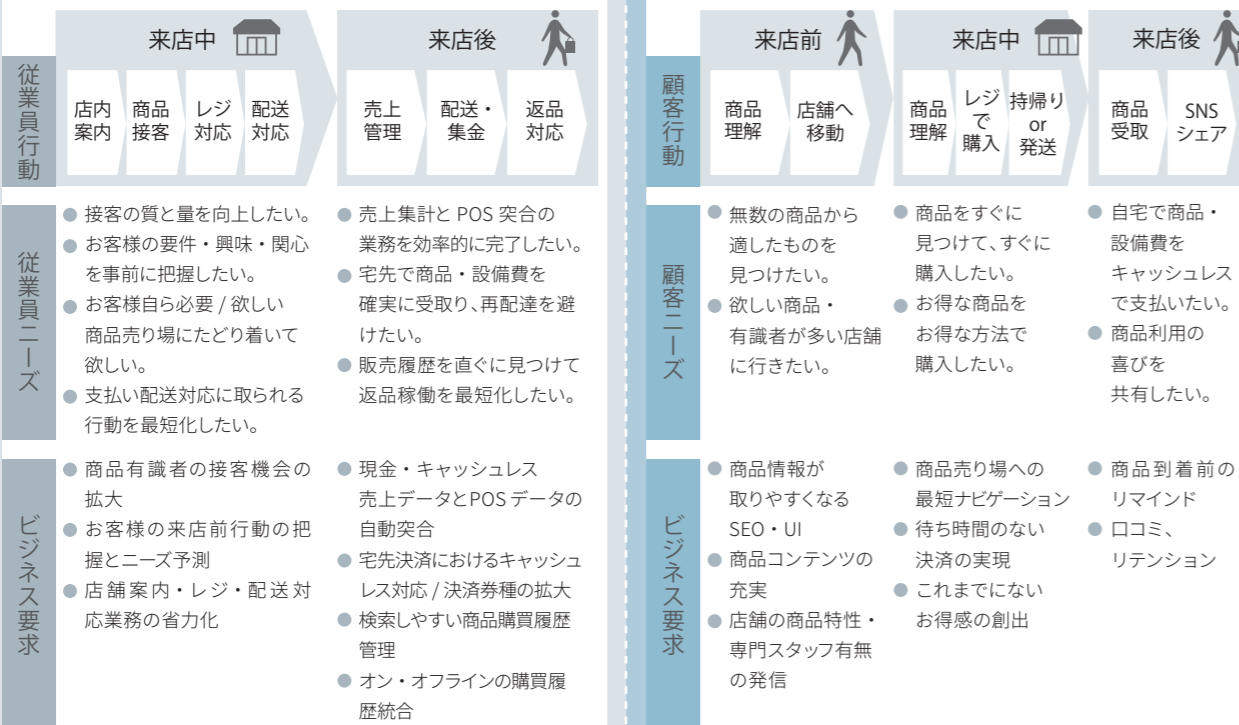 従業員行動
来店中
店内
案内
商品
接客
レジ
対応
配送
対応
来店後
売上
管理
配送・
集金
返品
対応
従業員ニーズ
接客の質と量を向上したい。
お客様の要件・興味・関心
を事前に把握したい。
お客様自ら必要 / 欲しい
商品売り場にたどり着いて
欲しい。
支払い配送対応に取られる
行動を最短化したい。
売上集計と POS 突合の
業務を効率的に完了したい。
宅先で商品・設備費を
確実に受取り、再配達を避
けたい。
販売履歴を直ぐに見つけて
返品稼働を最短化したい。
ビジネス要求
商品有識者の接客機会の
拡大
お客様の来店前行動の把
握とニーズ予測
店舗案内・レジ・配送対
応業務の省力化
現金・キャッシュレス
売上データとPOS データの
自動突合
宅先決済におけるキャッシュ
レス対応 / 決済券種の拡大
検索しやすい商品購買履歴
管理
オン・オフラインの購買履
歴統合
顧客行動
来店前
商品
理解
店舗へ
移動
来店中
商品
理解
レジ
で
購入
持帰り
or
発送
来店後
商品
受取
SNS
シェア
顧客ニーズ
無数の商品から
適したものを
見つけたい。
欲しい商品・
有識者が多い店舗
に行きたい。
商品をすぐに
見つけて、すぐに
購入したい。
お得な商品を
お得な方法で
購入したい。
自宅で商品・
設備費を
キャッシュレス
で支払いたい。
商品利用の
喜びを
共有したい。
ビジネス要求
商品情報が
取りやすくなる
SEO・UI
商品コンテンツの
充実
店舗の商品特性・
専門スタッフ有無
の発信
商品売り場への
最短ナビゲーション
待ち時間のない
決済の実現
これまでにない
お得感の創出
商品到着前の
リマインド
口コミ、
リテンション